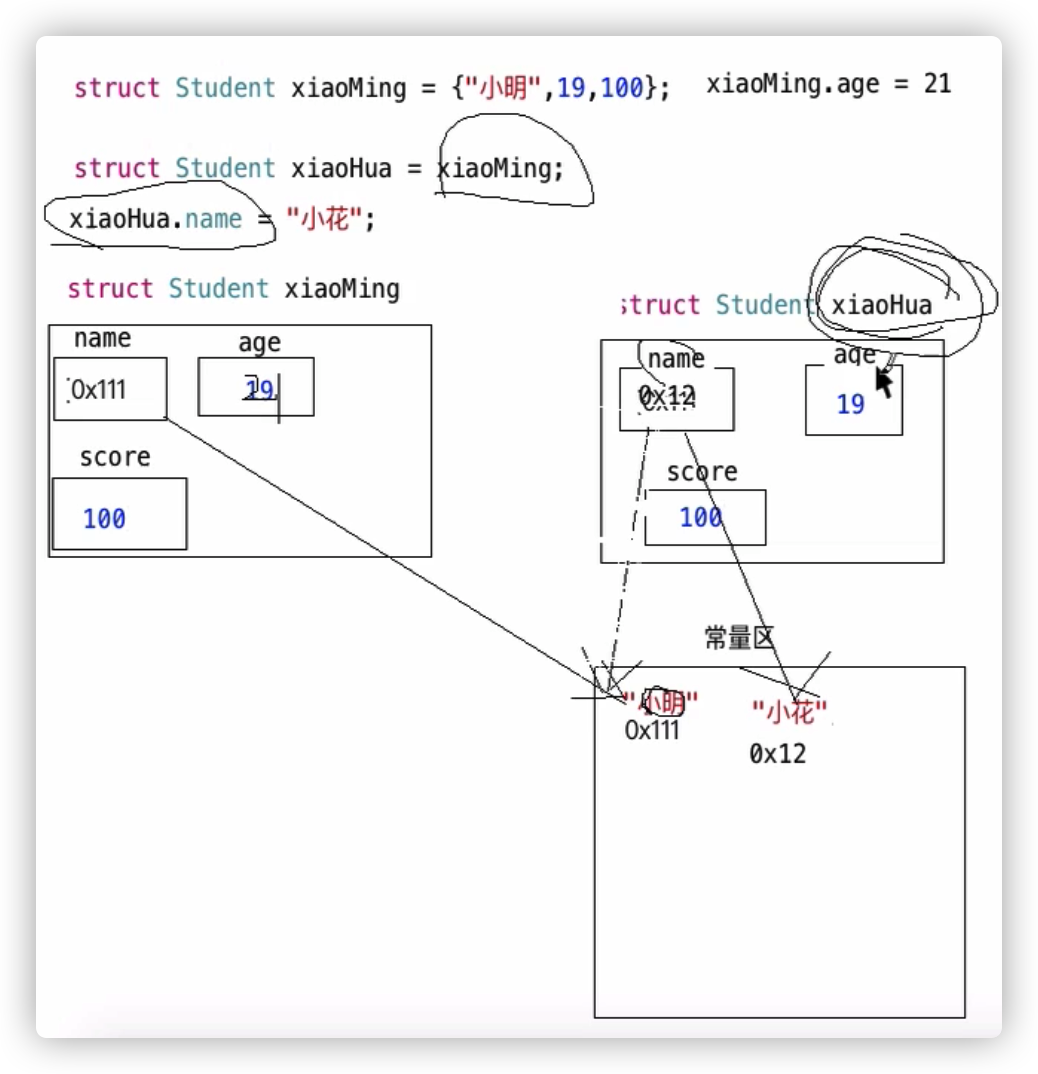 struct Student xiaoMing = {"小明",19,100}; xiaoMing.age = 21
struct Student xiaoHua = xiaoMing;
xiaoHua.name = "小花";
struct Student xiaoMing
struct Student xiaoHua
name
age
0x111
19
score
100
name
age
0x12
19
score
100
常量区
"小明"
"小花"
0x111
0x12